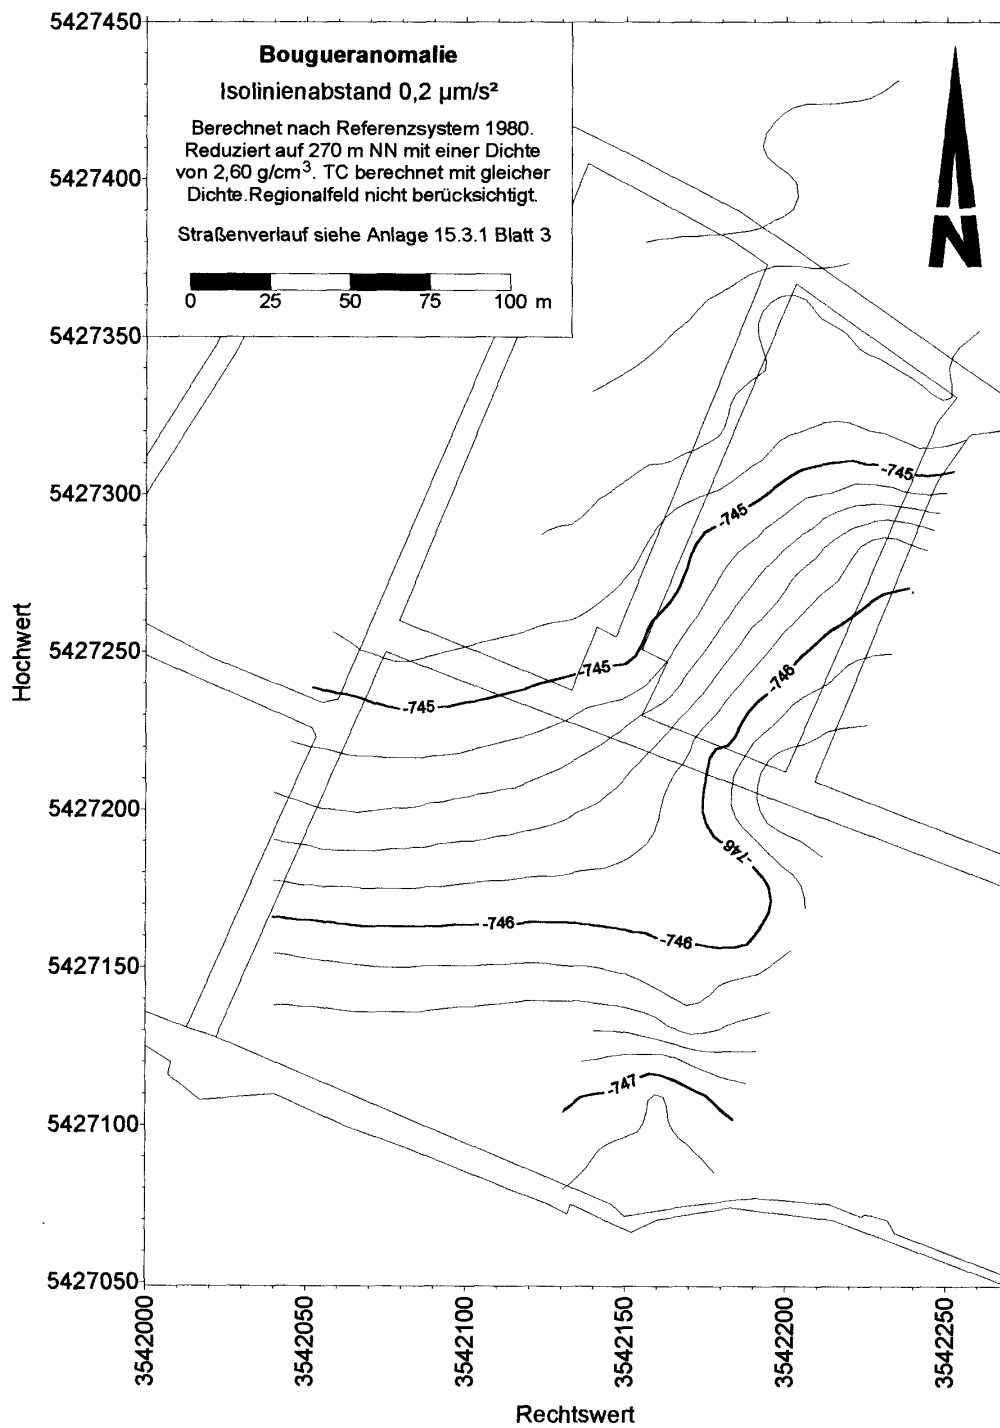 Bougueranomalie
Isolinienabstand 0,2 µm/s²
Berechnet nach Referenzsystem 1980.
Reduziert auf 270 m NN mit einer Dichte
von 2,60 g/cm³. TC berechnet mit gleicher
Dichte.Regionalfeld nicht berücksichtigt.
Straßenverlauf siehe Anlage 15.3.1 Blatt 3
0 25 50 75 100 m
N
5427450
5427400
5427350
5427300
5427250
5427200
5427150
5427100
5427050
Hochwert
-745
-745
-745
-745
-746
-746
-746
-746
-747
3542000
3542050
3542100
3542150
3542200
3542250
Rechtswert